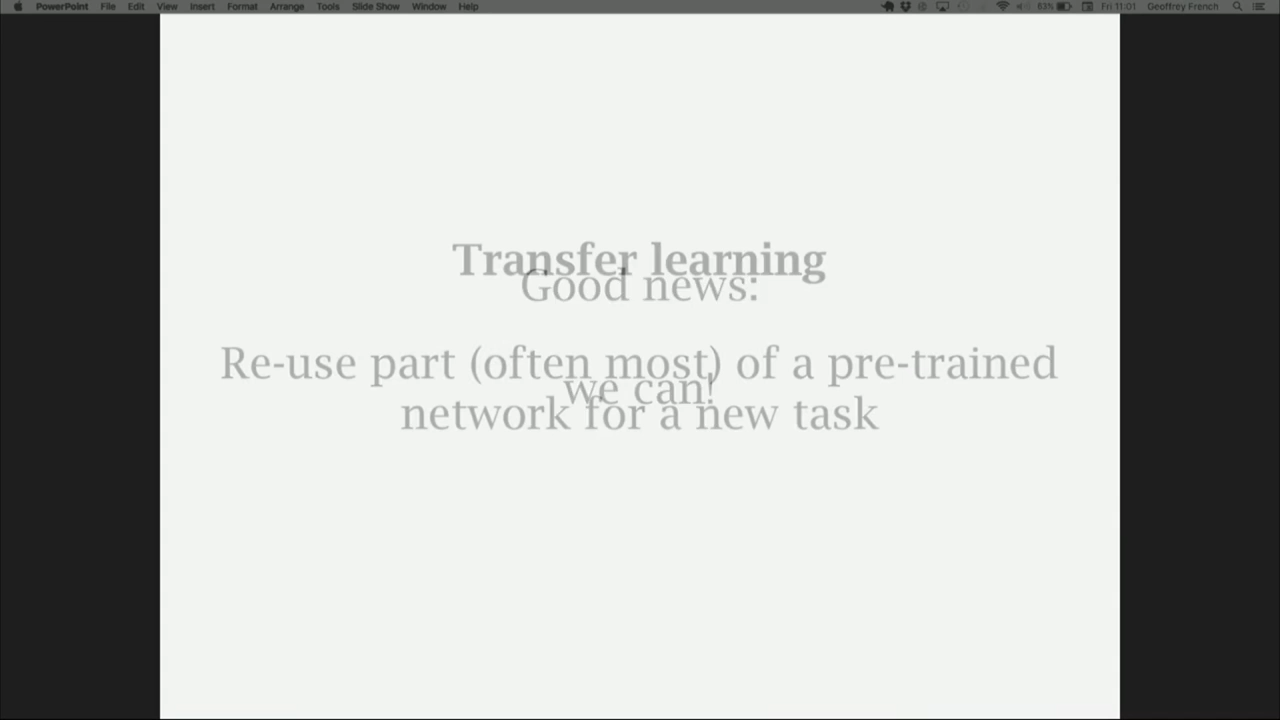 PowerPoint File Edit View Insert Format Arrange Tools Slide Show Window Help 63% Fri 11:01 Geoffrey French
Transfer learning
Good news:
Re-use part (often most) of a pre-trained
we can!
network for a new task